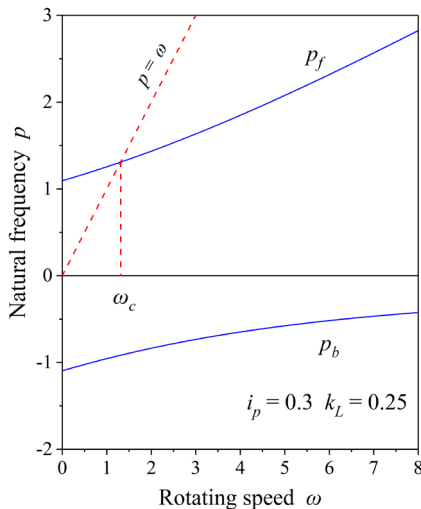 3
p = ω
p_f
2
1
0
ω_c
-1
p_b
i_p = 0.3 k_L = 0.25
-2
0 1 2 3 4 5 6 7 8
Rotating speed ω
Natural frequency p